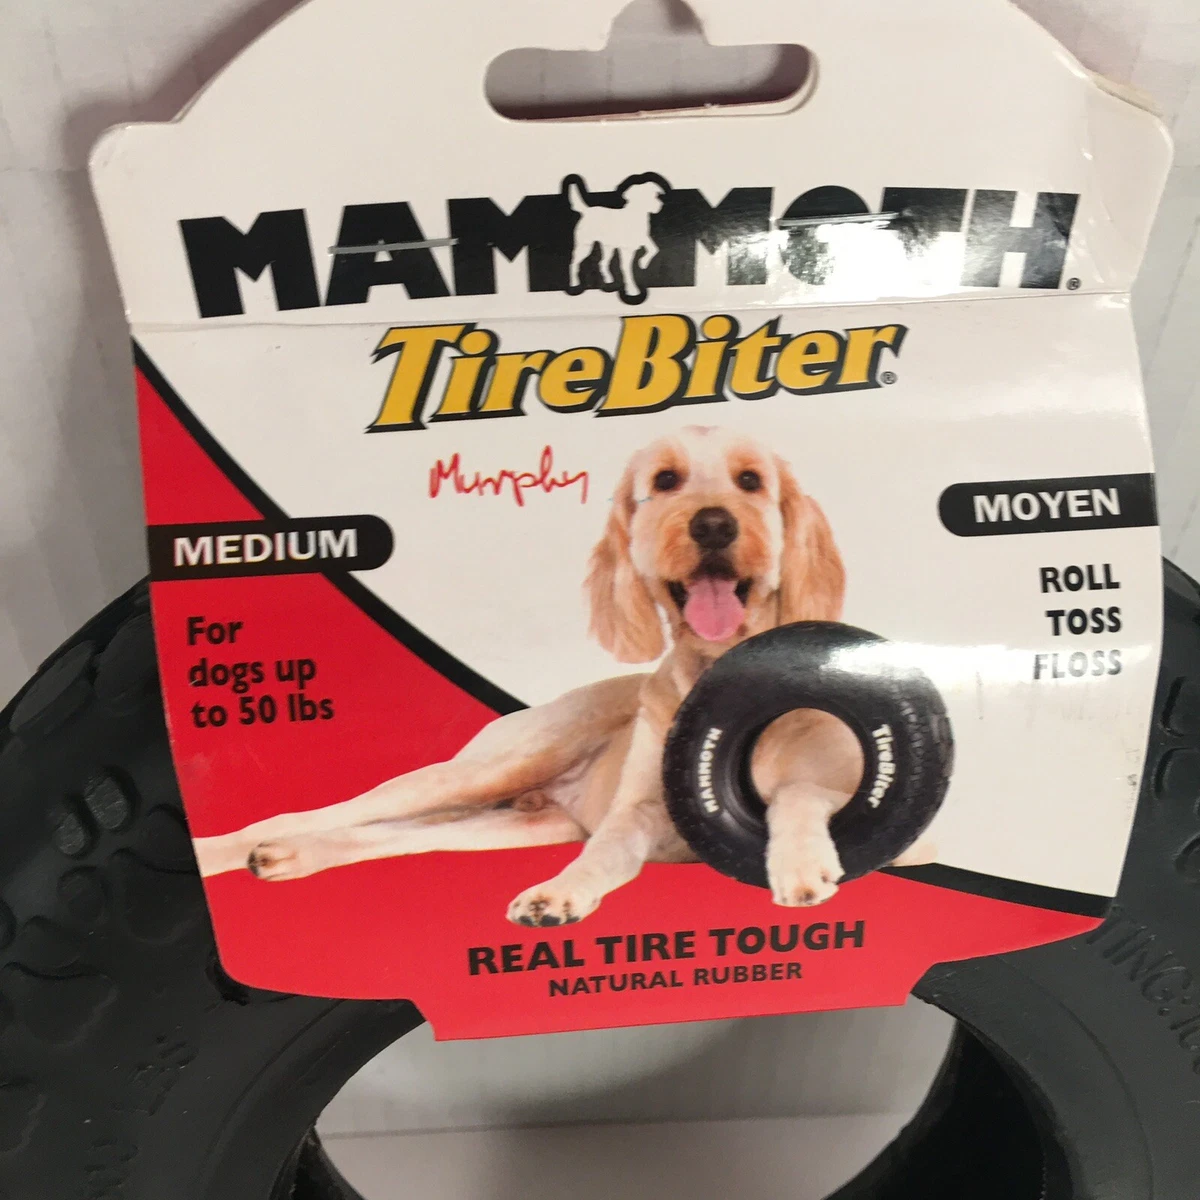 MAMMOTH®
TireBiter®
Murphy
MEDIUM
MOYEN
For
dogs up
to 50 lbs
ROLL
TOSS
FLOSS
MAMMOTH
TireBiter
REAL TIRE TOUGH
NATURAL RUBBER